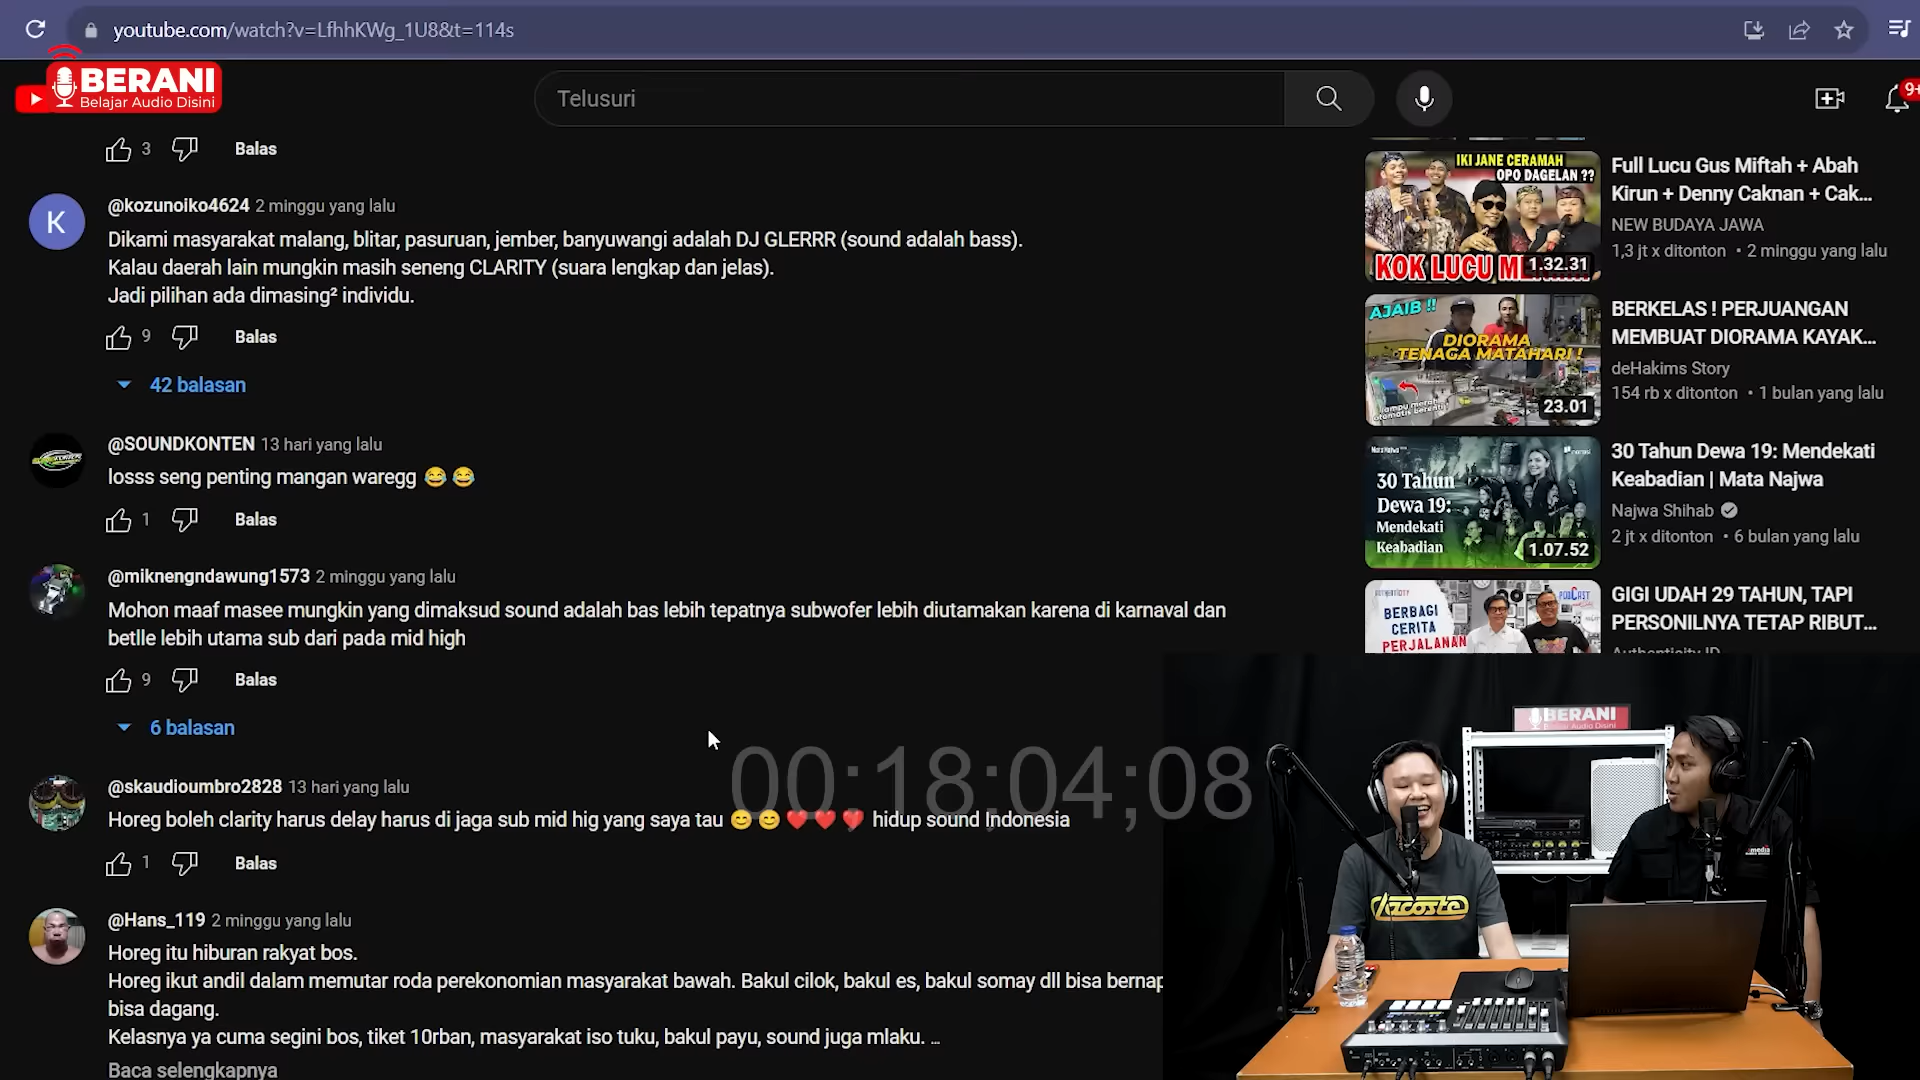 youtube.com/watch?v=LfhhKWg_1U8&t=114s
BERANI
Belajar Audio Disini
Telusuri
9+
3
Balas
K
@kozunoiko4624 2 minggu yang lalu
Dikami masyarakat malang, blitar, pasuruan, jember, banyuwangi adalah DJ GLERRR (sound adalah bass).
Kalau daerah lain mungkin masih seneng CLARITY (suara lengkap dan jelas).
Jadi pilihan ada dimasing² individu.
9
Balas
42 balasan
@SOUNDKONTEN 13 hari yang lalu
losss seng penting mangan waregg 😂 😂
1
Balas
@miknengndawung1573 2 minggu yang lalu
Mohon maaf masee mungkin yang dimaksud sound adalah bas lebih tepatnya subwofer lebih diutamakan karena di karnaval dan
betlle lebih utama sub dari pada mid high
9
Balas
6 balasan
00:18:04;08
@skaudioumbro2828 13 hari yang lalu
Horeg boleh clarity harus delay harus di jaga sub mid hig yang saya tau 😊 😊 ❤️ ❤️ ❤️ hidup sound Indonesia
1
Balas
@Hans_119 2 minggu yang lalu
Horeg itu hiburan rakyat bos.
Horeg ikut andil dalam memutar roda perekonomian masyarakat bawah. Bakul cilok, bakul es, bakul somay dll bisa bernap
bisa dagang.
Kelasnya ya cuma segini bos, tiket 10rban, masyarakat iso tuku, bakul payu, sound juga mlaku. ...
Baca selengkapnya
IKI JANE CERAMAH
OPO DAGELAN ??
KOK LUCU
1.32.31
Full Lucu Gus Miftah + Abah
Kirun + Denny Caknan + Cak...
NEW BUDAYA JAWA
1,3 jt x ditonton • 2 minggu yang lalu
AJAIB !!
DIORAMA
TENAGA MATAHARI !
lampu merah
otomatis berhenti
23.01
BERKELAS ! PERJUANGAN
MEMBUAT DIORAMA KAYAK...
deHakims Story
154 rb x ditonton • 1 bulan yang lalu
30 Tahun
Dewa 19:
Mendekati
Keabadian
1.07.52
30 Tahun Dewa 19: Mendekati
Keabadian | Mata Najwa
Najwa Shihab
2 jt x ditonton • 6 bulan yang lalu
PODCAST
BERBAGI
CERITA
PERJALANAN
GIGI UDAH 29 TAHUN, TAPI
PERSONILNYA TETAP RIBUT...
Authenticity ID
BERANI
Belajar Audio Disini
Lacoste